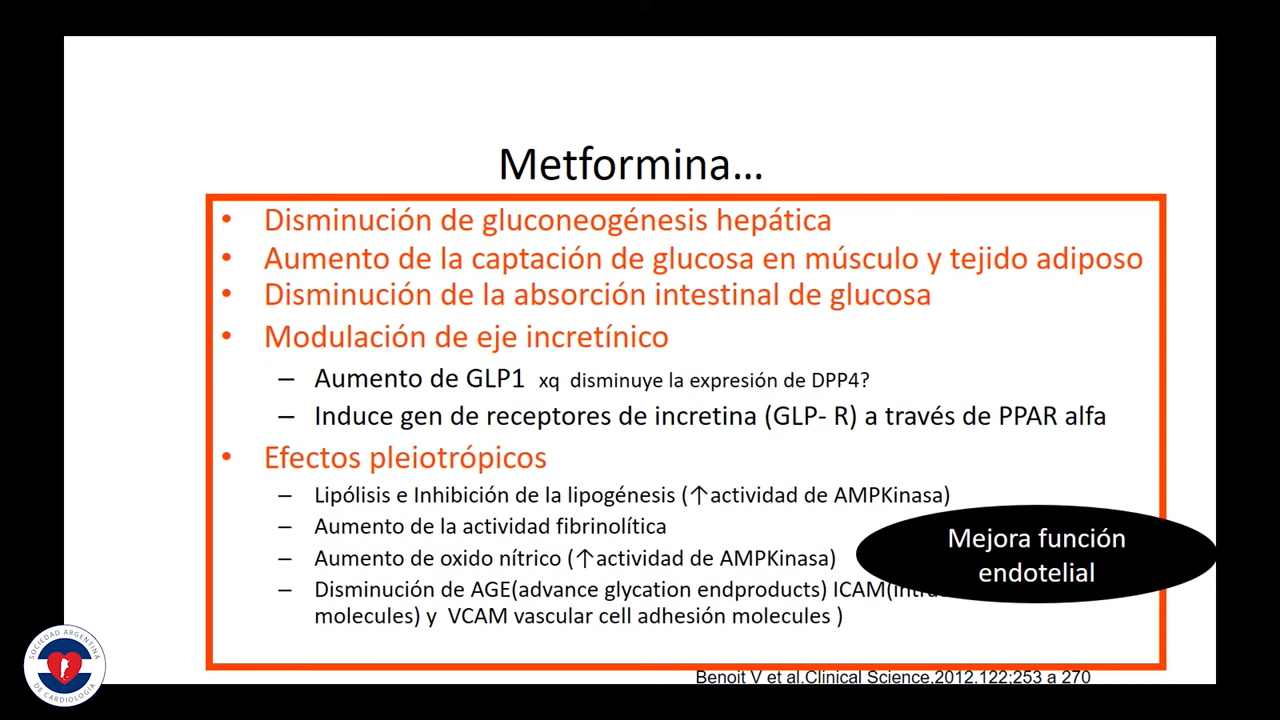 Metformina...
• Disminución de gluconeogénesis hepática
• Aumento de la captación de glucosa en músculo y tejido adiposo
• Disminución de la absorción intestinal de glucosa
• Modulación de eje incretínico
– Aumento de GLP1 xq disminuye la expresión de DPP4?
– Induce gen de receptores de incretina (GLP- R) a través de PPAR alfa
• Efectos pleiotrópicos
– Lipólisis e Inhibición de la lipogénesis (↑actividad de AMPKinasa)
– Aumento de la actividad fibrinolítica
– Aumento de oxido nítrico (↑actividad de AMPKinasa)
– Disminución de AGE(advance glycation endproducts) ICAM(
molecules) y VCAM vascular cell adhesión molecules )
Mejora función
endotelial
Benoit V et al.Clinical Science.2012.122;253 a 270
SOCIEDAD ARGENTINA
DE CARDIOLOGÍA